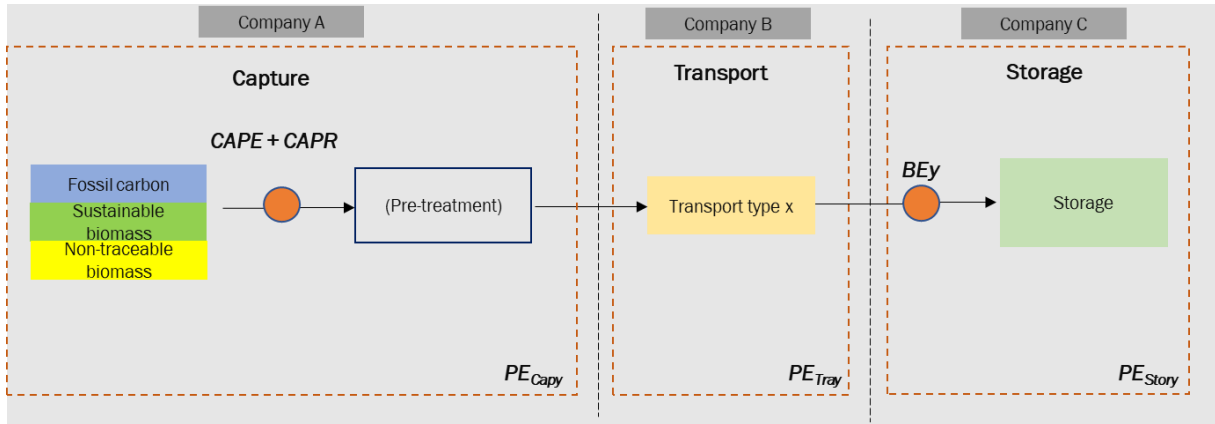 Company A
Company B
Company C
Capture
Transport
Storage
CAPE + CAPR
BEy
Fossil carbon
Sustainable
biomass
Non-traceable
biomass
(Pre-treatment)
Transport type x
Storage
PECapy
PETray
PEStory